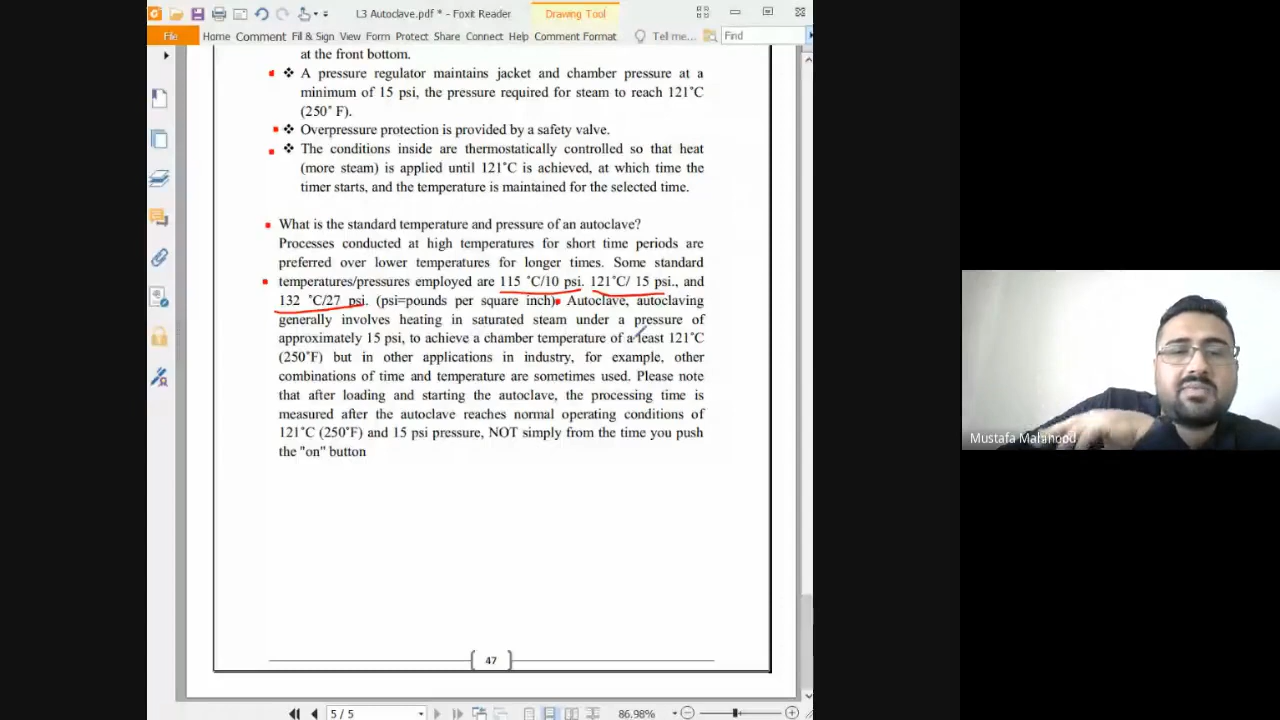 L3 Autoclave.pdf * - Foxit Reader
Drawng Tool
File
Home
Comment
Fill & Sign
View
Form
Protect
Share
Connect
Help
Comment Format
Tell me...
Find
at the front bottom.
❖ A pressure regulator maintains jacket and chamber pressure at a
minimum of 15 psi, the pressure required for steam to reach 121˚C
(250˚ F).
❖ Overpressure protection is provided by a safety valve.
❖ The conditions inside are thermostatically controlled so that heat
(more steam) is applied until 121˚C is achieved, at which time the
timer starts, and the temperature is maintained for the selected time.
What is the standard temperature and pressure of an autoclave?
Processes conducted at high temperatures for short time periods are
preferred over lower temperatures for longer times. Some standard
temperatures/pressures employed are 115 ˚C/10 psi. 121˚C/ 15 psi., and
132 ˚C/27 psi. (psi=pounds per square inch) Autoclave, autoclaving
generally involves heating in saturated steam under a pressure of
approximately 15 psi, to achieve a chamber temperature of a least 121˚C
(250˚F) but in other applications in industry, for example, other
combinations of time and temperature are sometimes used. Please note
that after loading and starting the autoclave, the processing time is
measured after the autoclave reaches normal operating conditions of
121˚C (250˚F) and 15 psi pressure, NOT simply from the time you push
the "on" button
47
5 / 5
86.98%
Mustafa Mahmood